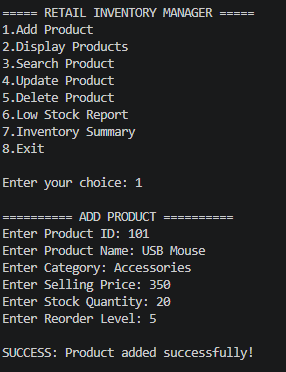 ===== RETAIL INVENTORY MANAGER =====
1.Add Product
2.Display Products
3.Search Product
4.Update Product
5.Delete Product
6.Low Stock Report
7.Inventory Summary
8.Exit
Enter your choice: 1
========== ADD PRODUCT ==========
Enter Product ID: 101
Enter Product Name: USB Mouse
Enter Category: Accessories
Enter Selling Price: 350
Enter Stock Quantity: 20
Enter Reorder Level: 5
SUCCESS: Product added successfully!